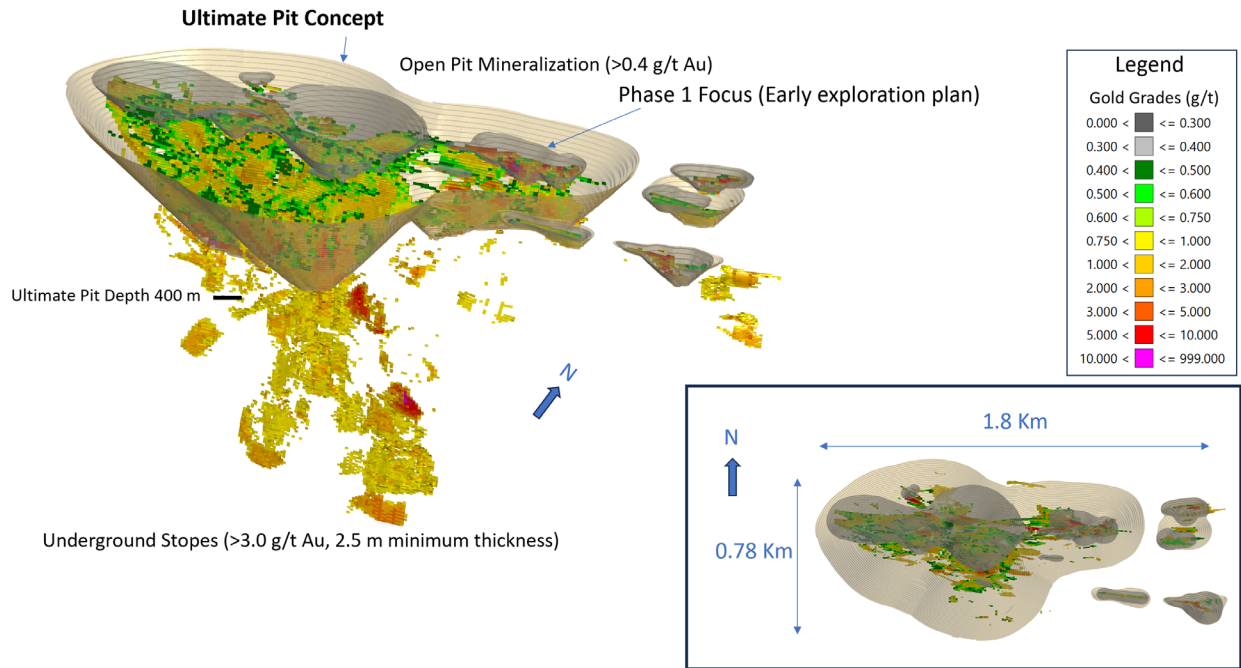 Ultimate Pit Concept
Open Pit Mineralization (>0.4 g/t Au)
Phase 1 Focus (Early exploration plan)
Ultimate Pit Depth 400 m
N
Underground Stopes (>3.0 g/t Au, 2.5 m minimum thickness)
Legend
Gold Grades (g/t)
0.000 < <= 0.300
0.300 < <= 0.400
0.400 < <= 0.500
0.500 < <= 0.600
0.600 < <= 0.750
0.750 < <= 1.000
1.000 < <= 2.000
2.000 < <= 3.000
3.000 < <= 5.000
5.000 < <= 10.000
10.000 < <= 999.000
1.8 Km
N
0.78 Km